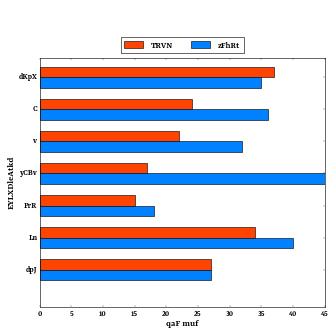 TRVN zFhRt
dKpX
C
v
yCBv
PrR
Ln
dpJ
EYLXDleAtkd
0 5 10 15 20 25 30 35 40 45
qaF muf